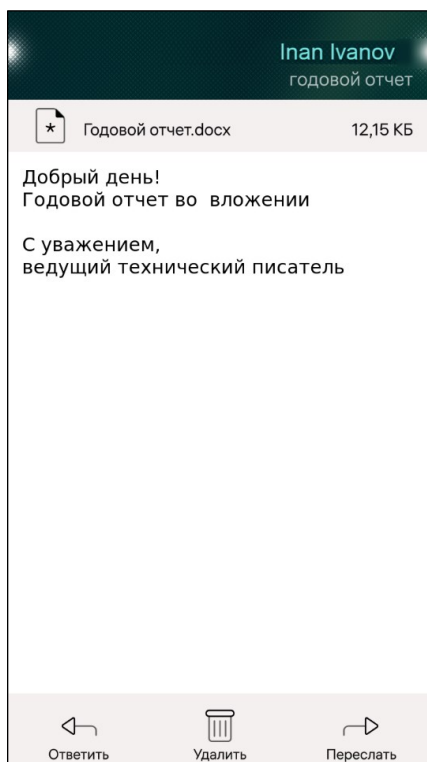 Inan Ivanov
годовой отчет
Годовой отчет.docx 12,15 КБ
Добрый день!
Годовой отчет во вложении
С уважением,
ведущий технический писатель
Ответить Удалить Переслать